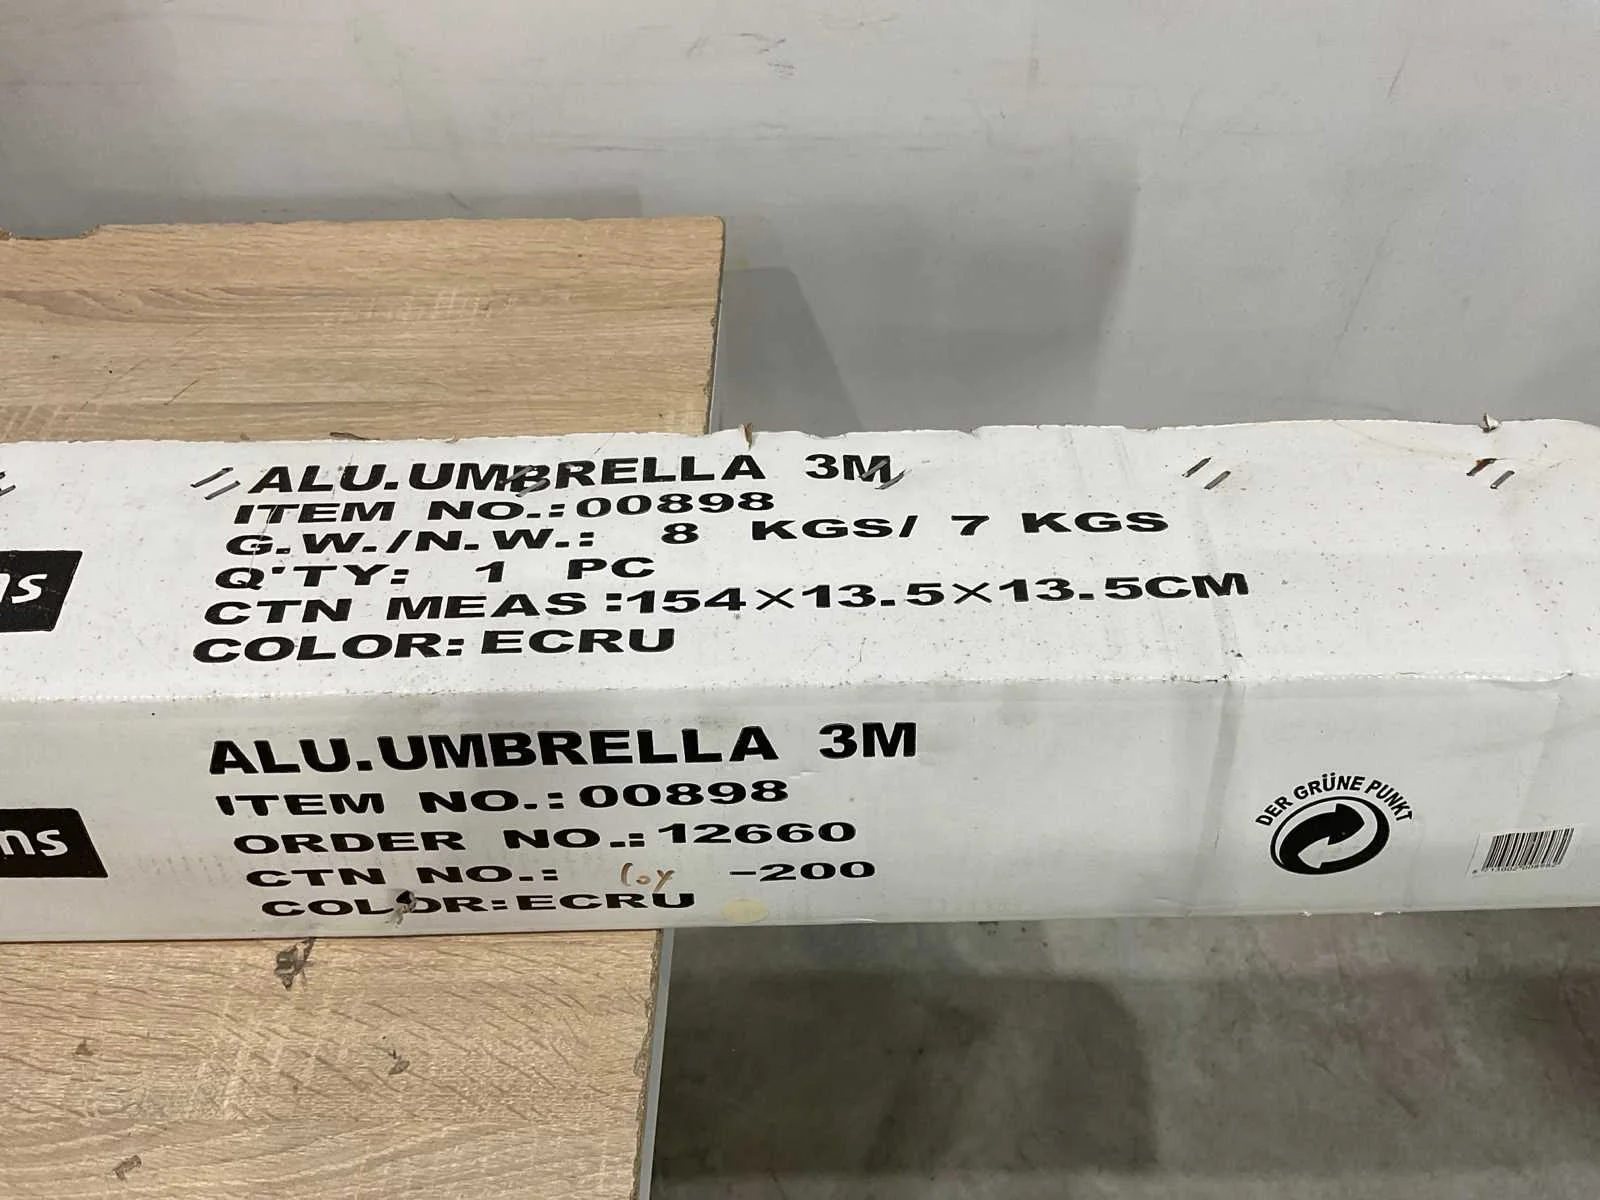 ALU.UMBRELLA 3M
ITEM NO.:00898
G.W./N.W.: 8 KGS/ 7 KGS
Q'TY: 1 PC
CTN MEAS:154×13.5×13.5CM
COLOR:ECRU
ns
ALU.UMBRELLA 3M
ITEM NO.:00898
ORDER NO.:12660
CTN NO.: -200
COLOR:ECRU
ns
DER GRÜNE PUNKT